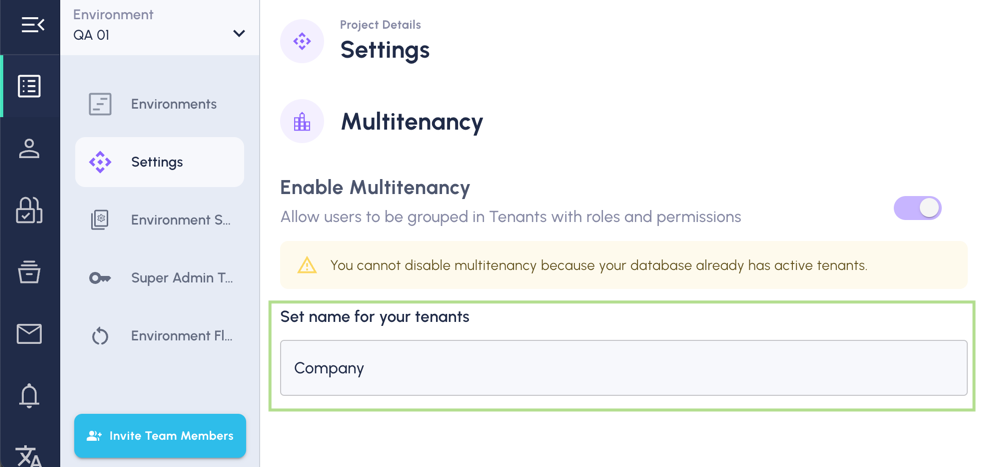 Environment
QA 01
Environments
Settings
Environment S...
Super Admin T...
Environment Fl...
Invite Team Members
Project Details
Settings
Multitenancy
Enable Multitenancy
Allow users to be grouped in Tenants with roles and permissions
You cannot disable multitenancy because your database already has active tenants.
Set name for your tenants
Company